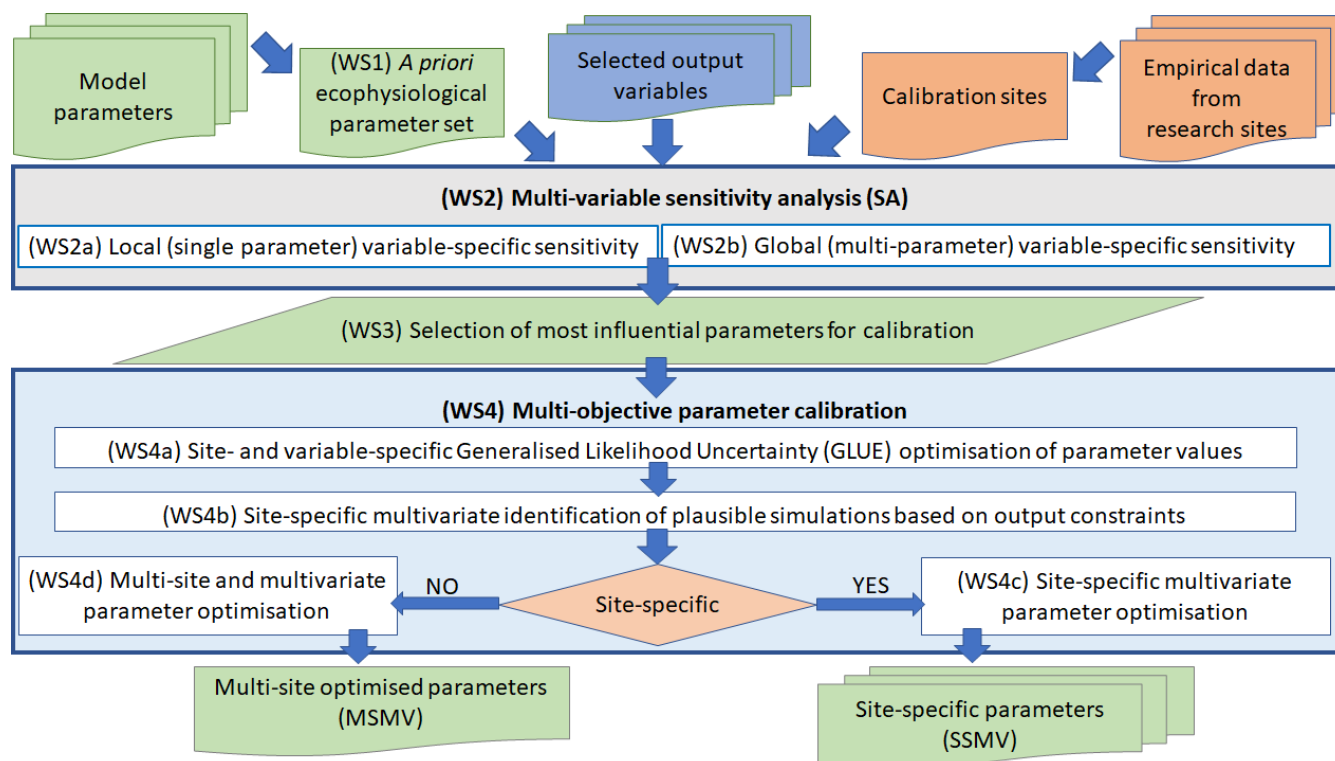 Model
parameters
(WS1) A priori
ecophysiological
parameter set
Selected output
variables
Calibration sites
Empirical data
from
research sites
(WS2) Multi-variable sensitivity analysis (SA)
(WS2a) Local (single parameter) variable-specific sensitivity
(WS2b) Global (multi-parameter) variable-specific sensitivity
(WS3) Selection of most influential parameters for calibration
(WS4) Multi-objective parameter calibration
(WS4a) Site- and variable-specific Generalised Likelihood Uncertainty (GLUE) optimisation of parameter values
(WS4b) Site-specific multivariate identification of plausible simulations based on output constraints
(WS4d) Multi-site and multivariate
parameter optimisation
NO
Site-specific
YES
(WS4c) Site-specific multivariate
parameter optimisation
Multi-site optimised parameters
(MSMV)
Site-specific parameters
(SSMV)